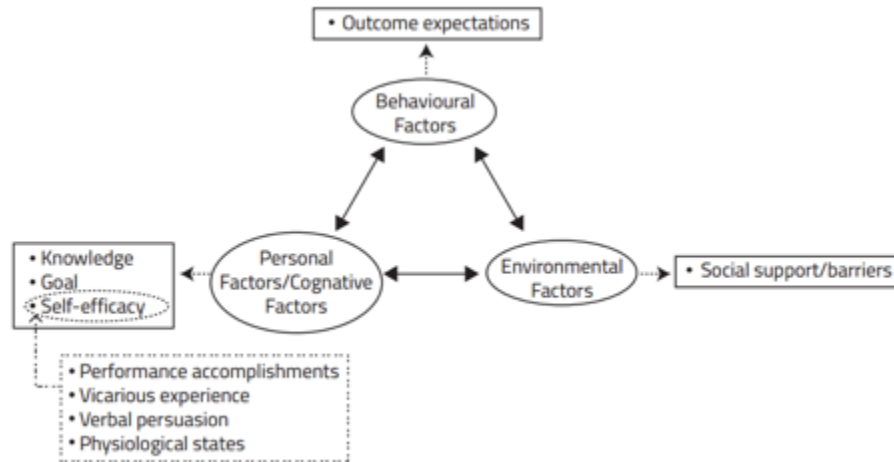 • Outcome expectations
Behavioural
Factors
• Knowledge
• Goal
• Self-efficacy
Personal
Factors/Cognative
Factors
Environmental
Factors
• Social support/barriers
• Performance accomplishments
• Vicarious experience
• Verbal persuasion
• Physiological states